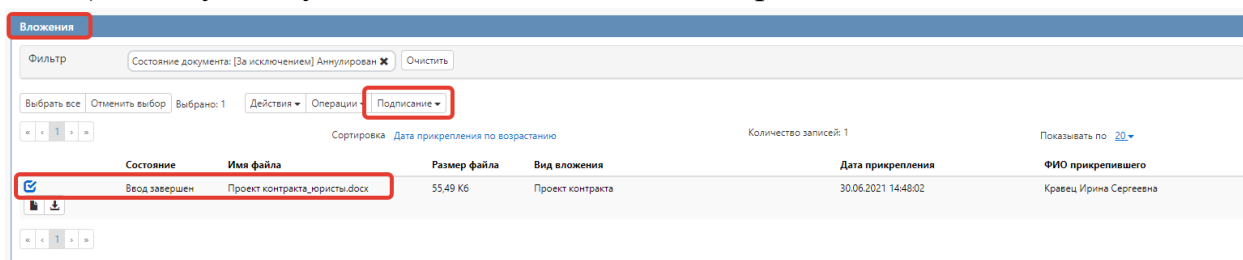 Вложения
Фильтр Состояние документа: [За исключением] Аннулирован ✖ Очистить
Выбрать все Отменить выбор Выбрано: 1 Действия Операции Подписание
« ‹ 1 › » Сортировка Дата прикрепления по возрастанию Количество записей: 1 Показывать по 20
Состояние Имя файла Размер файла Вид вложения Дата прикрепления ФИО прикрепившего
Ввод завершен Проект контракта_юристы.docx 55,49 Кб Проект контракта 30.06.2021 14:48:02 Кравец Ирина Сергеевна
« ‹ 1 › »